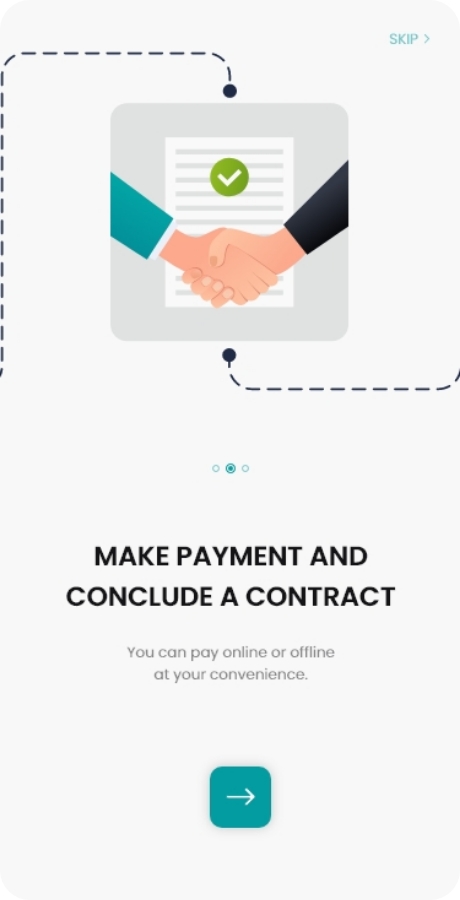 SKIP
MAKE PAYMENT AND
CONCLUDE A CONTRACT
You can pay online or offline
at your convenience.